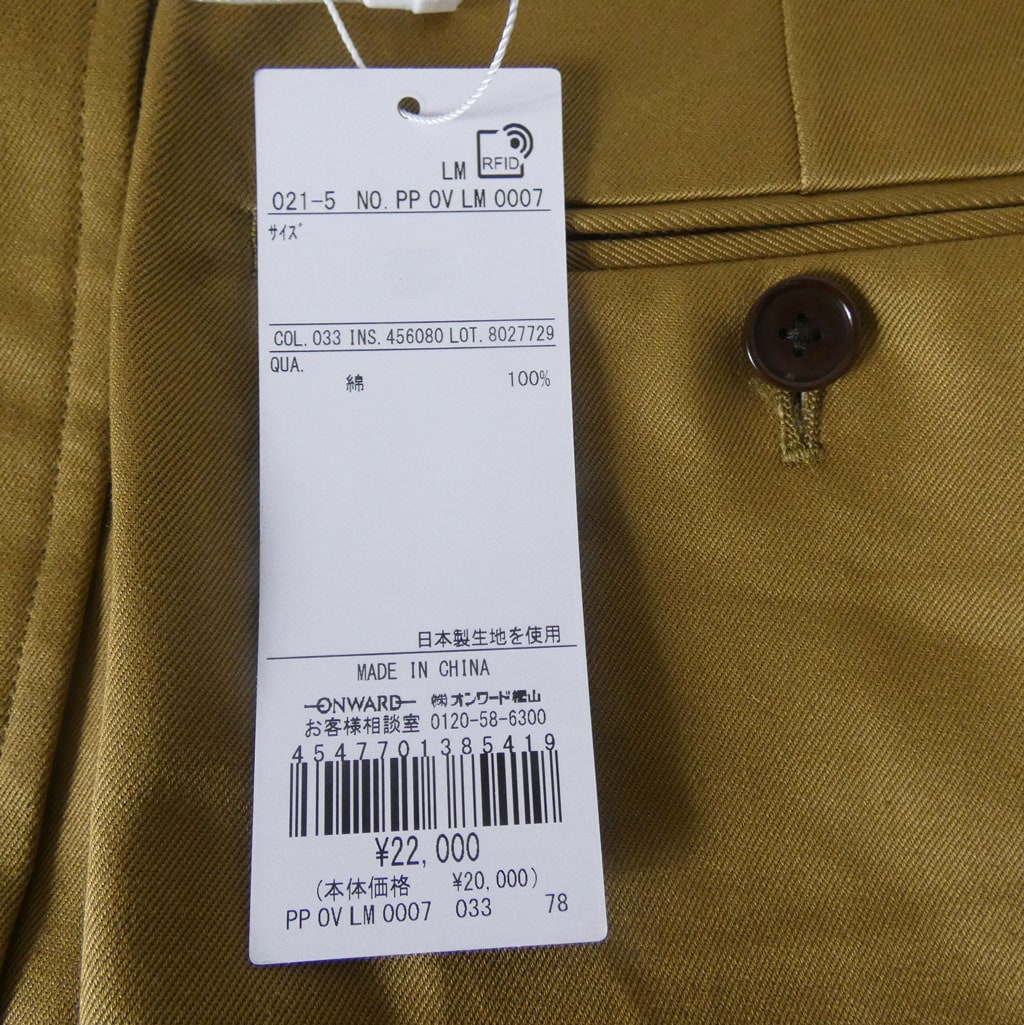 LM RFID
021-5 NO. PP OV LM 0007
サイズ
COL. 033 INS. 456080 LOT. 8027729
QUA.
綿 100%
日本製生地を使用
MADE IN CHINA
ONWARD ㈱オンワード樫山
お客様相談室 0120-58-6300
4547701385419
¥22,000
(本体価格 ¥20,000)
PP OV LM 0007 033 78